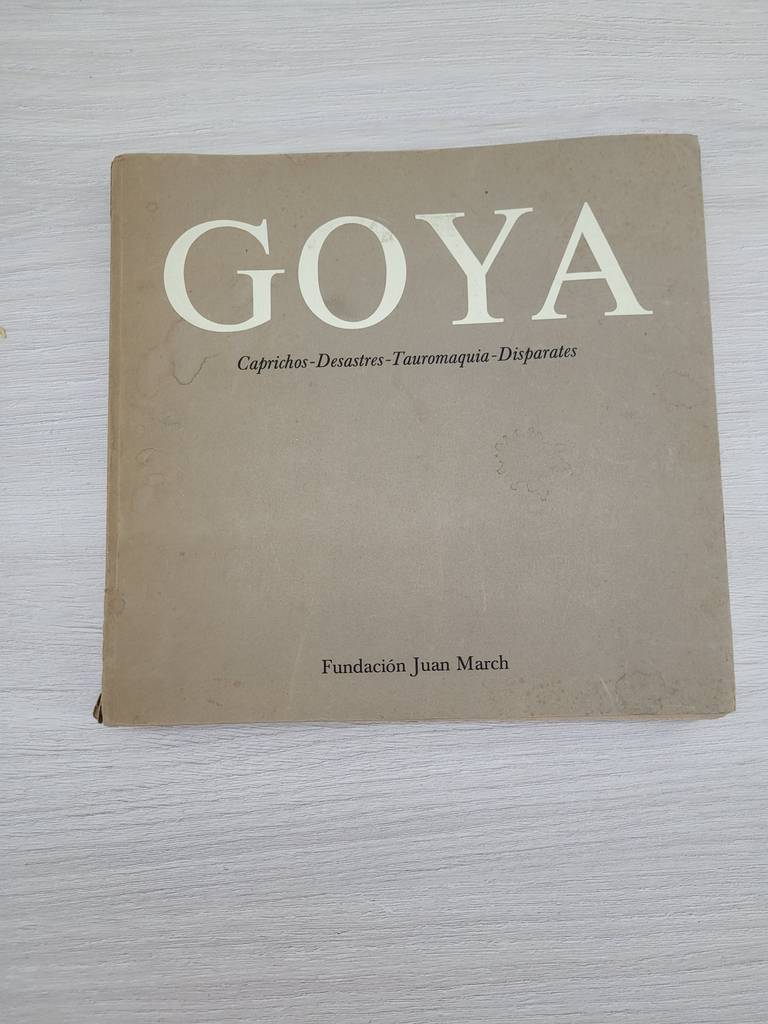 GOYA
Caprichos-Desastres-Tauromaquia-Disparates
Fundación Juan March